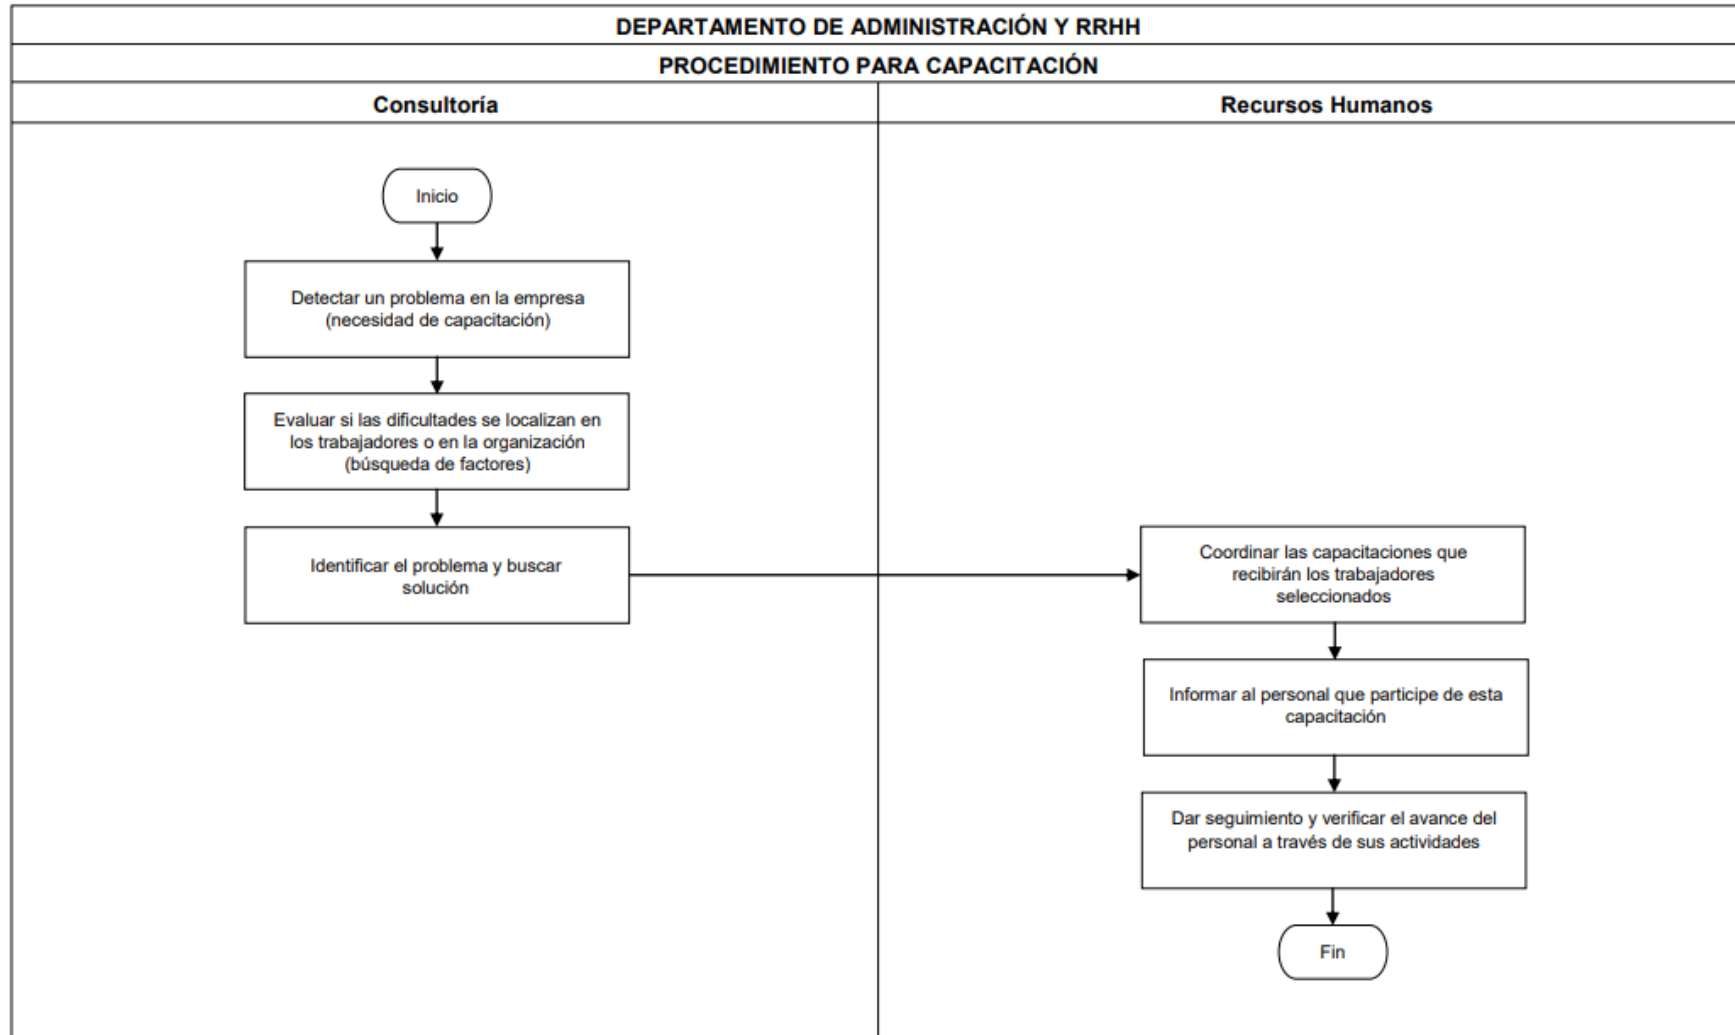 DEPARTAMENTO DE ADMINISTRACIÓN Y RRHH
PROCEDIMIENTO PARA CAPACITACIÓN
Consultoría
Recursos Humanos
Inicio
Detectar un problema en la empresa
(necesidad de capacitación)
Evaluar si las dificultades se localizan en
los trabajadores o en la organización
(búsqueda de factores)
Identificar el problema y buscar
solución
Coordinar las capacitaciones que
recibirán los trabajadores
seleccionados
Informar al personal que participe de esta
capacitación
Dar seguimiento y verificar el avance del
personal a través de sus actividades
Fin